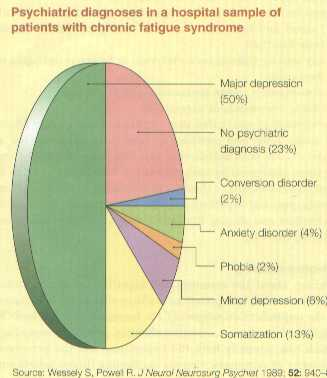 Psychiatric diagnoses in a hospital sample of
patients with chronic fatigue syndrome
Major depression
(50%)
No psychiatric
diagnosis (23%)
Conversion disorder
(2%)
Anxiety disorder (4%)
Phobia (2%)
Minor depression (6%)
Somatization (13%)
Source: Wessely S, Powell R. J Neurol Neurosurg Psychiet 1989; 52: 940-